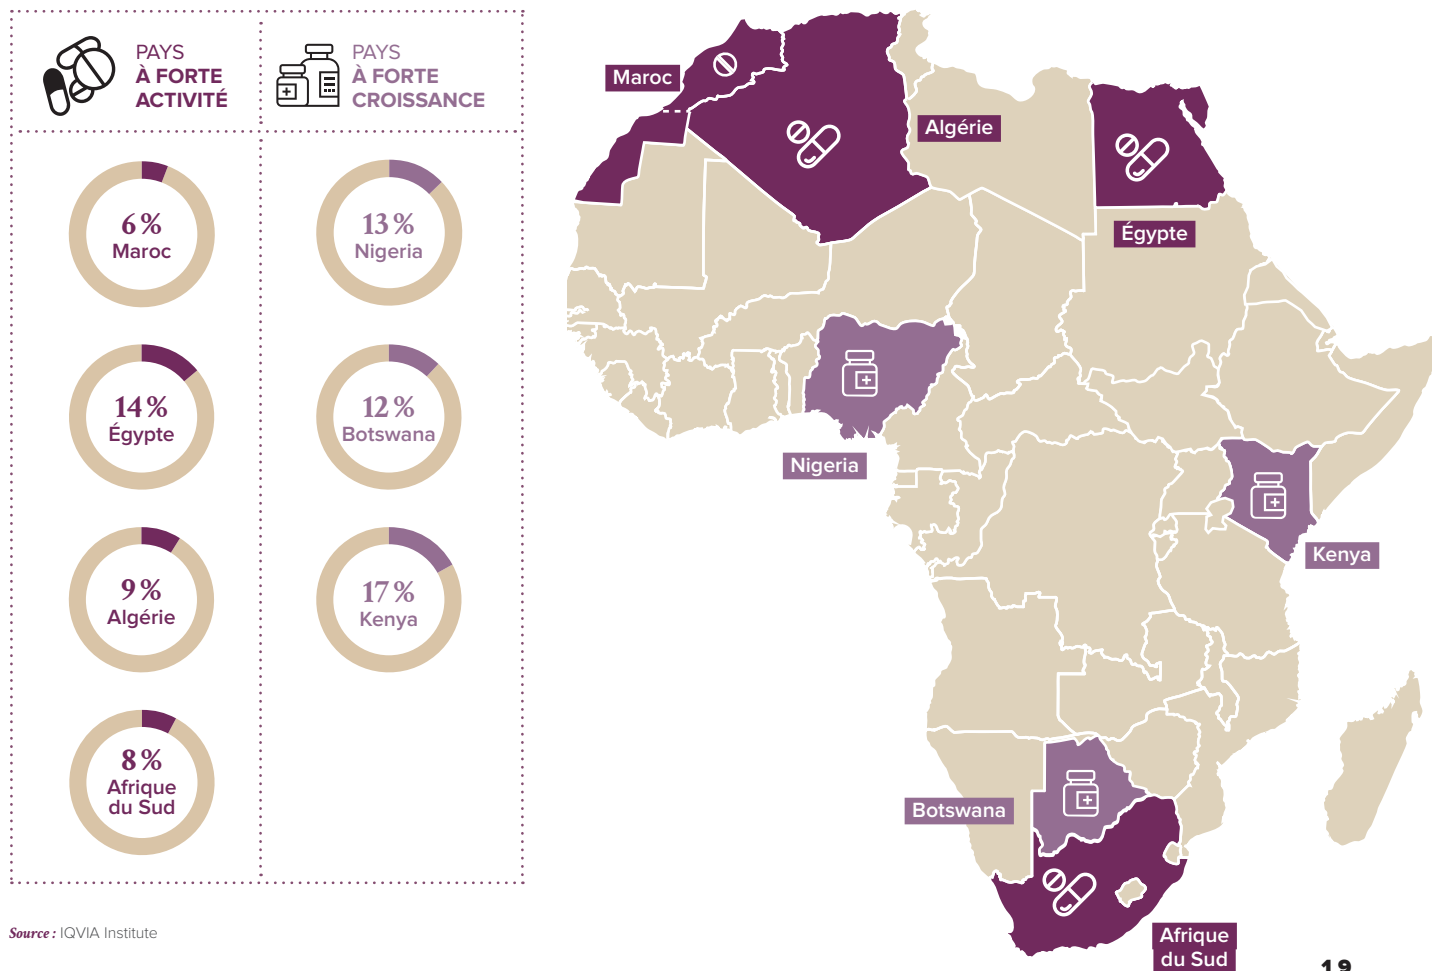 PAYS
À FORTE
ACTIVITÉ
PAYS
À FORTE
CROISSANCE
6 %
Maroc
14 %
Égypte
9 %
Algérie
8 %
Afrique
du Sud
13 %
Nigeria
12 %
Botswana
17 %
Kenya
Maroc
Algérie
Égypte
Nigeria
Kenya
Botswana
Afrique
du Sud
Source : IQVIA Institute
19